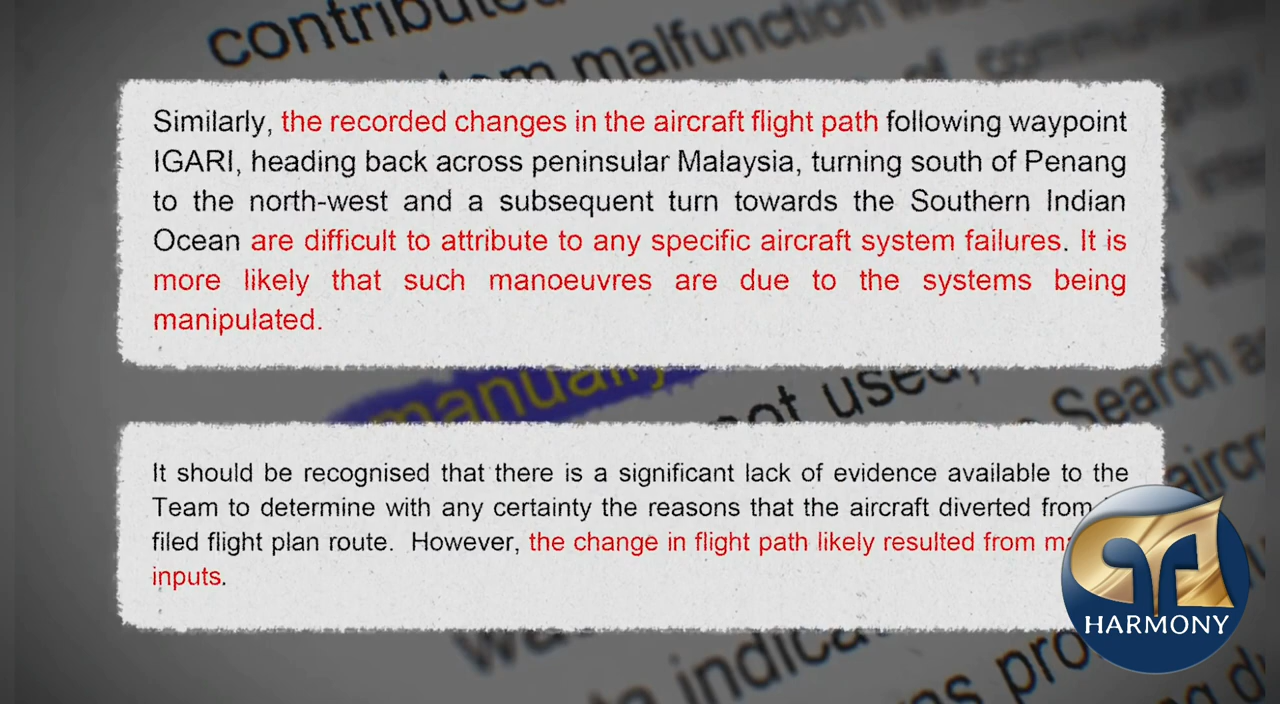 contributed
malfunction
Similarly, the recorded changes in the aircraft flight path following waypoint
IGARI, heading back across peninsular Malaysia, turning south of Penang
to the north-west and a subsequent turn towards the Southern Indian
Ocean are difficult to attribute to any specific aircraft system failures. It is
more likely that such manoeuvres are due to the systems being
manipulated.
manually
not used,
Search
It should be recognised that there is a significant lack of evidence available to the
Team to determine with any certainty the reasons that the aircraft diverted from
filed flight plan route. However, the change in flight path likely resulted from
inputs.
HARMONY